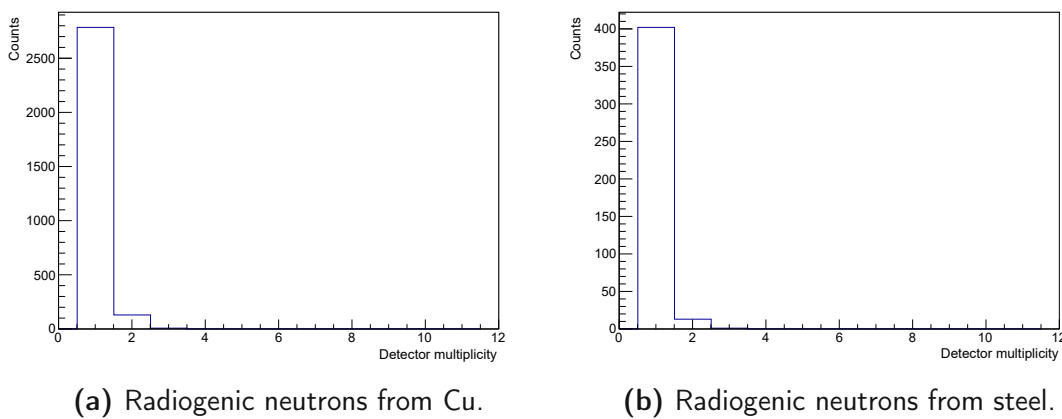 Counts
2500
2000
1500
1000
500
0
0 2 4 6 8 10 12
Detector multiplicity
(a) Radiogenic neutrons from Cu.
Counts
400
350
300
250
200
150
100
50
0
0 2 4 6 8 10 12
Detector multiplicity
(b) Radiogenic neutrons from steel.